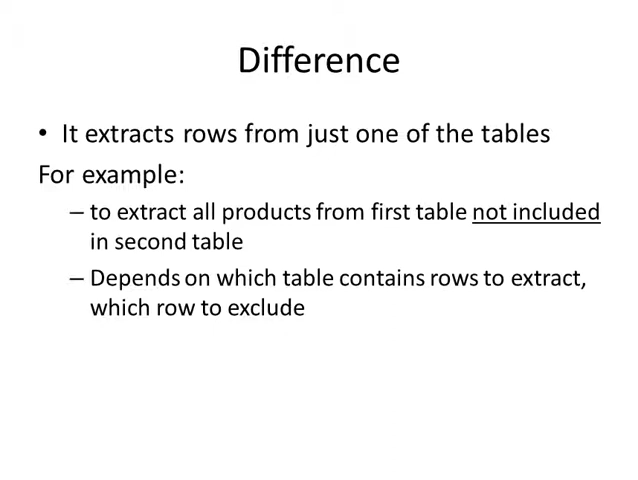 Difference
• It extracts rows from just one of the tables
For example:
– to extract all products from first table not included
in second table
– Depends on which table contains rows to extract,
which row to exclude